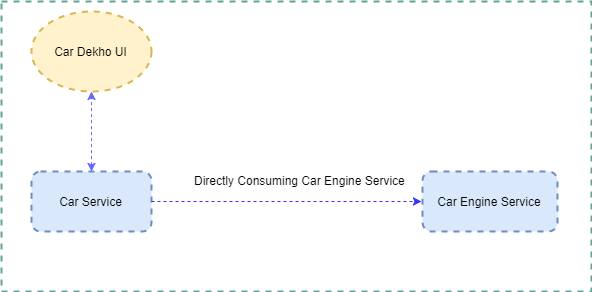 Car Dekho UI
Directly Consuming Car Engine Service
Car Service
Car Engine Service